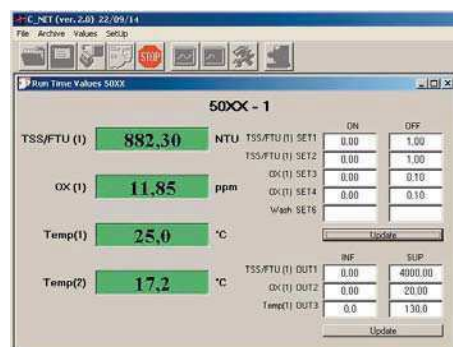 C_NET (ver. 2.0) 22/09/14
File Archive Values SetUp
STOP
Run Time Values 50XX
50XX - 1
ON OFF
TSS/FTU (1) 882,30 NTU TSS/FTU (1) SET1 0.00 1.00
TSS/FTU (1) SET2 0.00 1.00
OX (1) 11,85 ppm OX (1) SET3 0.00 0.10
OX (1) SET4 0.00 0.10
Wash SET6
Temp(1) 25,0 °C Update
INF SUP
Temp(2) 17,2 °C TSS/FTU (1) OUT1 0.00 4000.00
OX (1) OUT2 0.00 20.00
Temp(1) OUT3 0.0 130.0
Update